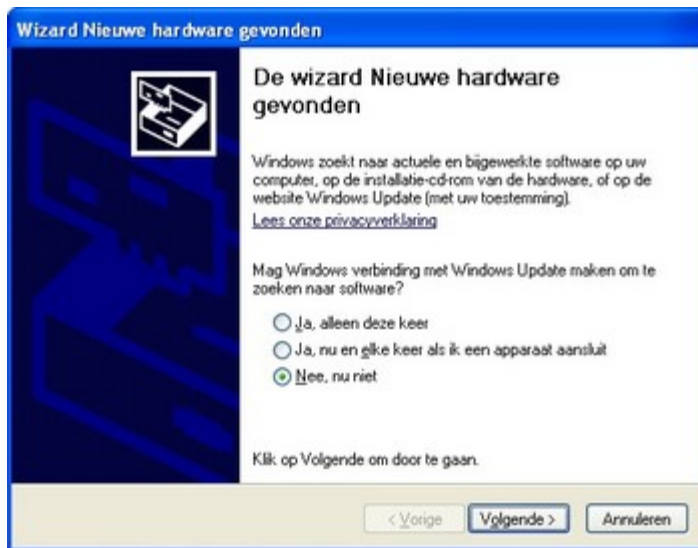 Wizard Nieuwe hardware gevonden
De wizard Nieuwe hardware
gevonden
Windows zoekt naar actuele en bijgewerkte software op uw
computer, op de installatie-cd-rom van de hardware, of op de
website Windows Update (met uw toestemming).
Lees onze privacyverklaring
Mag Windows verbinding met Windows Update maken om te
zoeken naar software?
Ja, alleen deze keer
Ja, nu en elke keer als ik een apparaat aansluit
Nee, nu niet
Klik op Volgende om door te gaan.
< Vorige Volgende > Annuleren